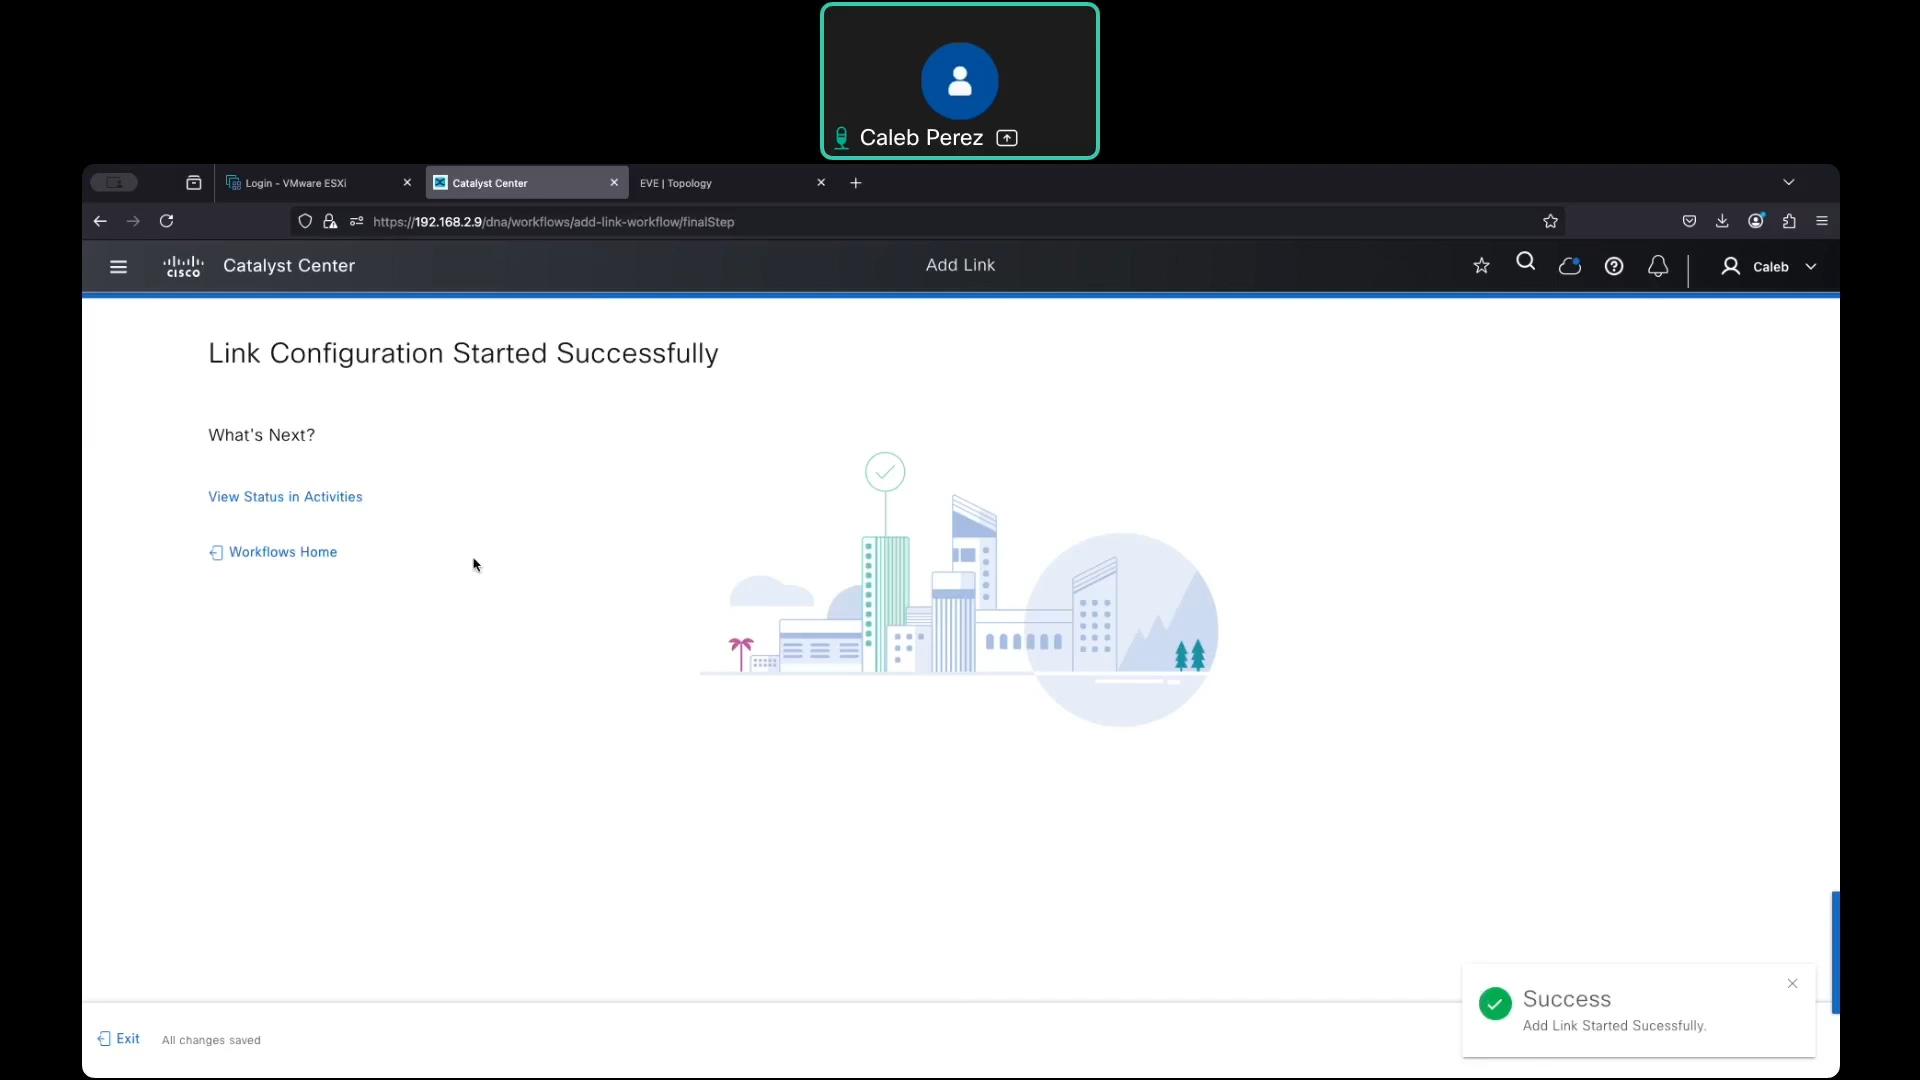 Caleb Perez
Login - VMware ESXi
Catalyst Center
EVE | Topology
https://192.168.2.9/dna/workflows/add-link-workflow/finalStep
CISCO
Catalyst Center
Add Link
Caleb
Link Configuration Started Successfully
What's Next?
View Status in Activities
Workflows Home
Success
Add Link Started Sucessfully.
Exit
All changes saved